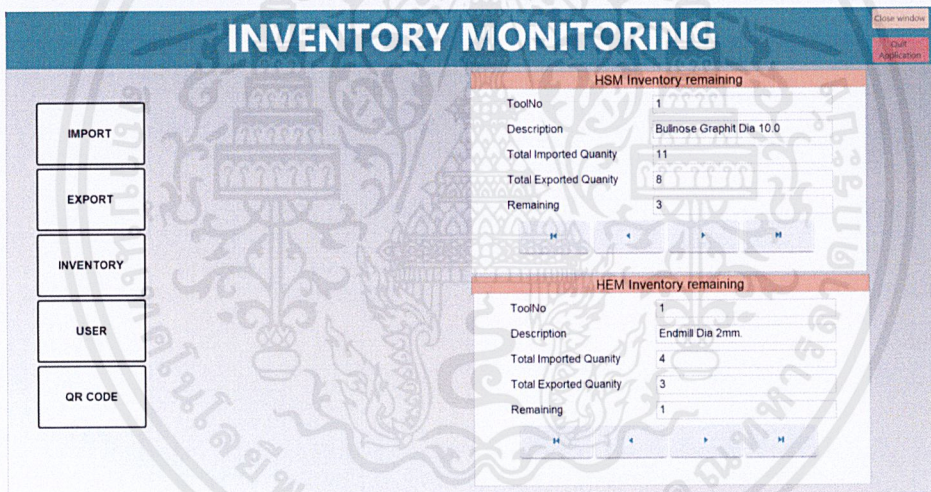 INVENTORY MONITORING
Close window
Quit
Application
IMPORT
EXPORT
INVENTORY
USER
QR CODE
HSM Inventory remaining
ToolNo 1
Description Bullnose Graphit Dia 10.0
Total Imported Quanity 11
Total Exported Quanity 8
Remaining 3
HEM Inventory remaining
ToolNo 1
Description Endmill Dia 2mm.
Total Imported Quanity 4
Total Exported Quanity 3
Remaining 1